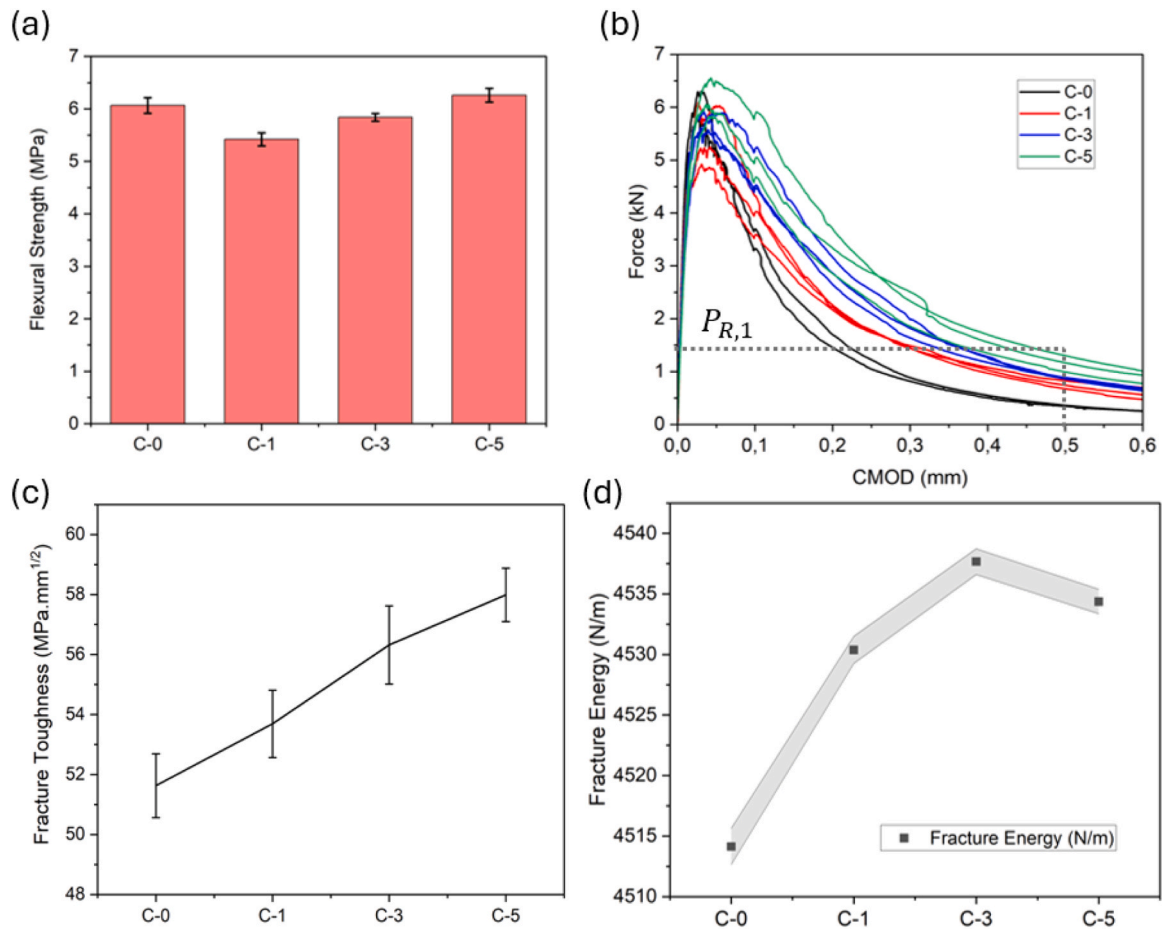 (a)
Flexural Strength (MPa)
7
6
5
4
3
2
1
0
C-0 C-1 C-3 C-5
(b)
Force (kN)
7
6
5
4
3
2
1
0
C-0
C-1
C-3
C-5
P_{R,1}
0,0 0,1 0,2 0,3 0,4 0,5 0,6
CMOD (mm)
(c)
Fracture Toughness (MPa.mm^{1/2})
60
58
56
54
52
50
48
C-0 C-1 C-3 C-5
(d)
Fracture Energy (N/m)
4540
4535
4530
4525
4520
4515
4510
Fracture Energy (N/m)
C-0 C-1 C-3 C-5